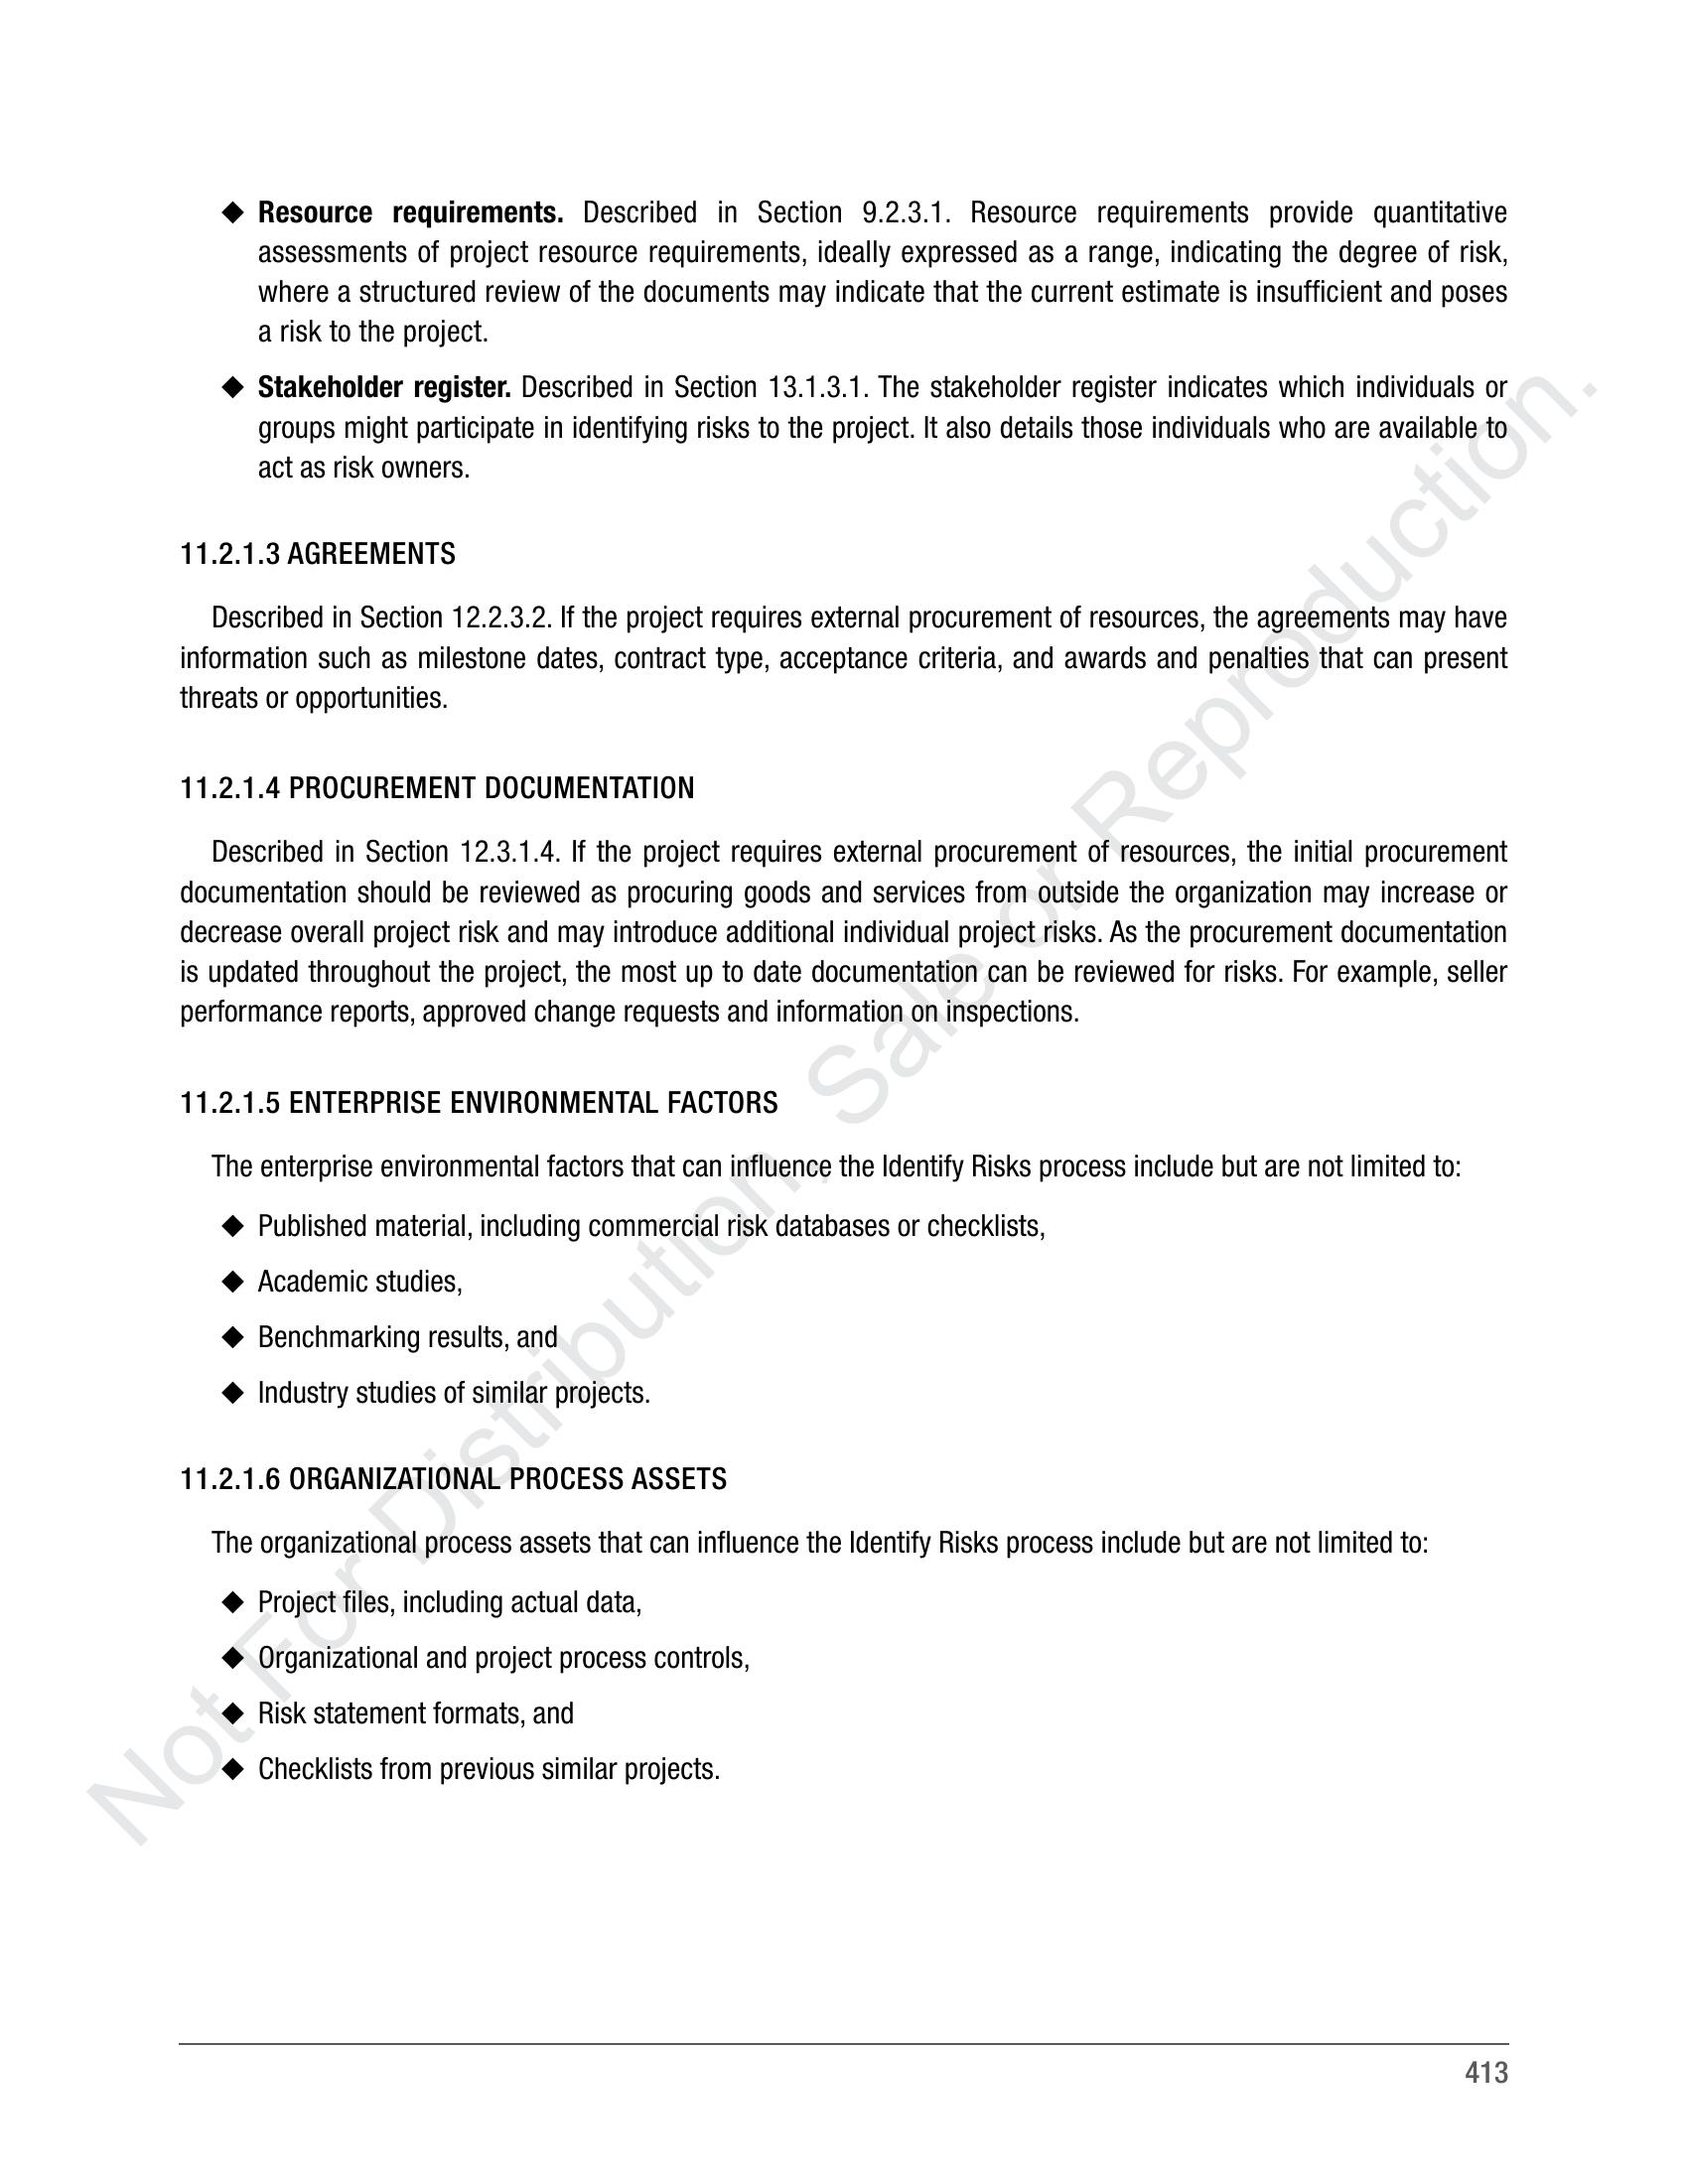 ◆ Resource requirements. Described in Section 9.2.3.1. Resource requirements provide quantitative
assessments of project resource requirements, ideally expressed as a range, indicating the degree of risk,
where a structured review of the documents may indicate that the current estimate is insufficient and poses
a risk to the project.
◆ Stakeholder register. Described in Section 13.1.3.1. The stakeholder register indicates which individuals or
groups might participate in identifying risks to the project. It also details those individuals who are available to
act as risk owners.
11.2.1.3 AGREEMENTS
Described in Section 12.2.3.2. If the project requires external procurement of resources, the agreements may have
information such as milestone dates, contract type, acceptance criteria, and awards and penalties that can present
threats or opportunities.
11.2.1.4 PROCUREMENT DOCUMENTATION
Described in Section 12.3.1.4. If the project requires external procurement of resources, the initial procurement
documentation should be reviewed as procuring goods and services from outside the organization may increase or
decrease overall project risk and may introduce additional individual project risks. As the procurement documentation
is updated throughout the project, the most up to date documentation can be reviewed for risks. For example, seller
performance reports, approved change requests and information on inspections.
11.2.1.5 ENTERPRISE ENVIRONMENTAL FACTORS
The enterprise environmental factors that can influence the Identify Risks process include but are not limited to:
◆ Published material, including commercial risk databases or checklists,
◆ Academic studies,
◆ Benchmarking results, and
◆ Industry studies of similar projects.
11.2.1.6 ORGANIZATIONAL PROCESS ASSETS
The organizational process assets that can influence the Identify Risks process include but are not limited to:
◆ Project files, including actual data,
◆ Organizational and project process controls,
◆ Risk statement formats, and
◆ Checklists from previous similar projects.
Not For Distribution, Sale or Reproduction.
413